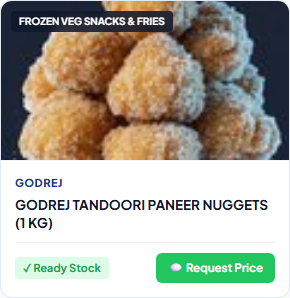 FROZEN VEG SNACKS & FRIES
GODREJ
GODREJ TANDOORI PANEER NUGGETS
(1 KG)
✓ Ready Stock
Request Price